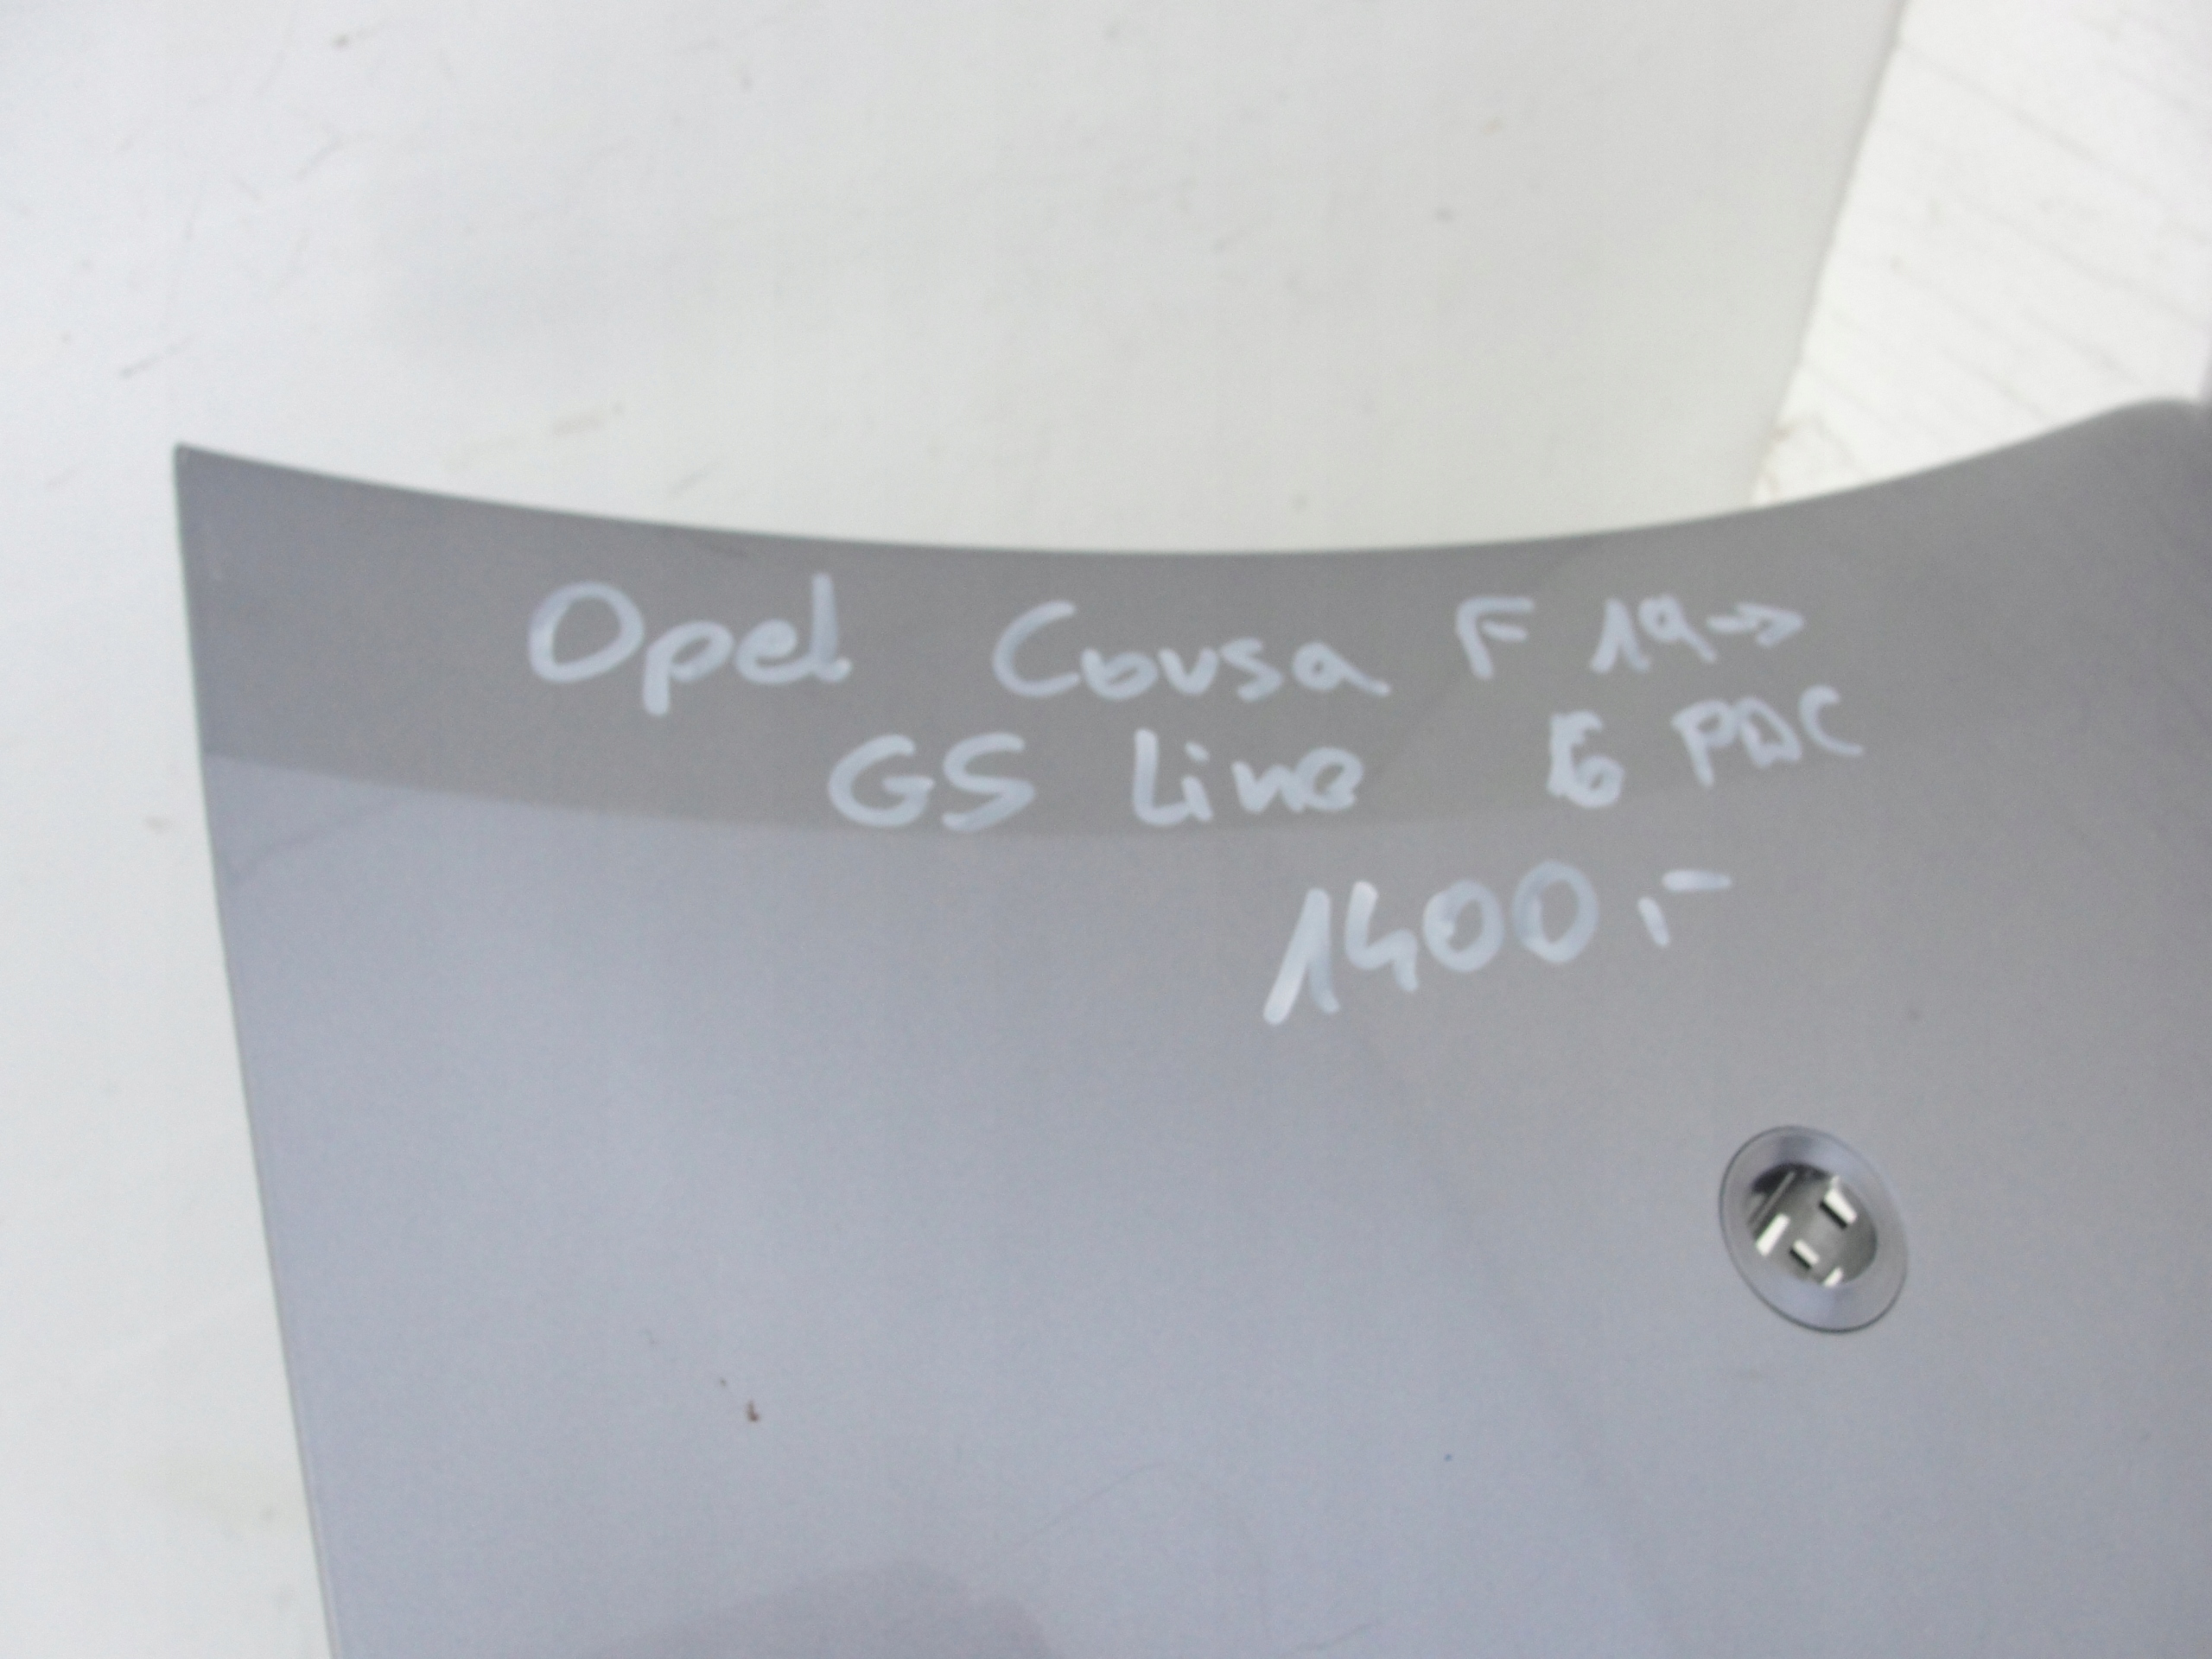 Opel Corsa F 19→
GS Line 6 PDC
1400,-